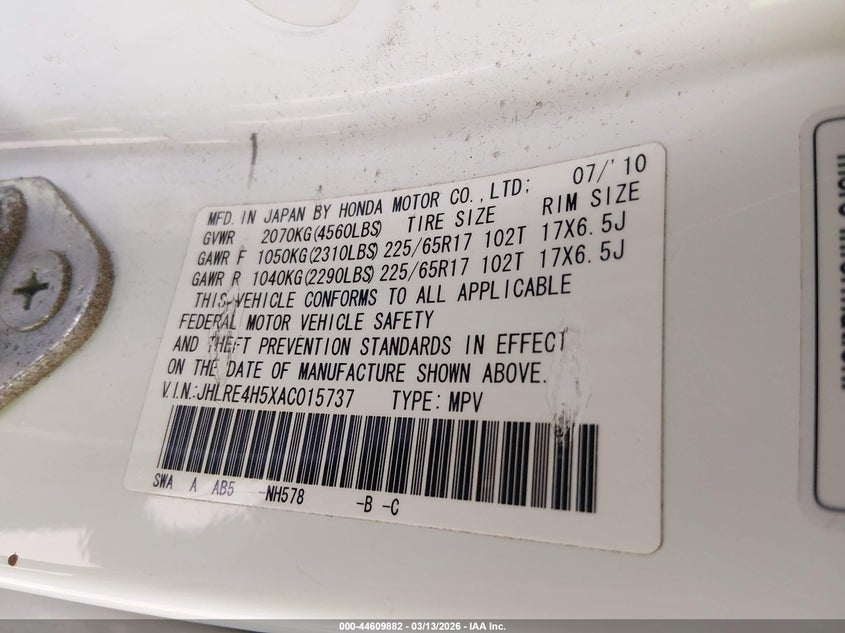 07/'10
MFD. IN JAPAN BY HONDA MOTOR CO.,LTD;
GVWR 2070KG(4560LBS) TIRE SIZE RIM SIZE
GAWR F 1050KG(2310LBS) 225/65R17 102T 17X6.5J
GAWR R 1040KG(2290LBS) 225/65R17 102T 17X6.5J
THIS VEHICLE CONFORMS TO ALL APPLICABLE
FEDERAL MOTOR VEHICLE SAFETY
AND THEFT PREVENTION STANDARDS IN EFFECT
ON THE DATE OF MANUFACTURE SHOWN ABOVE.
V.I.N.:JHLRE4H5XAC015737 TYPE: MPV
SWA A AB5 -NH578 -B -C
more information
000-44609882 - 03/13/2026 - IAA Inc.